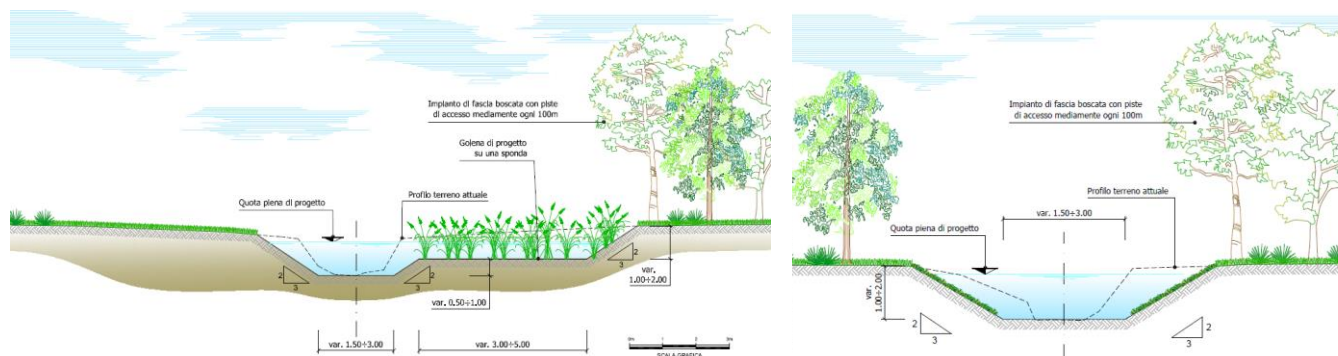 Impianto di fascia boscata con piste
di accesso mediamente ogni 100m
Golena di progetto
su una sponda
Quota piena di progetto
Profilo terreno attuale
2
3
2
3
2
3
var. 0.50÷1.00
var.
1.00÷2.00
var. 1.50÷3.00
var. 3.00÷5.00
SCALA GRAFICA
Impianto di fascia boscata con piste
di accesso mediamente ogni 100m
Profilo terreno attuale
var. 1.50÷3.00
Quota piena di progetto
var.
1.00÷2.00
2
3
2
3